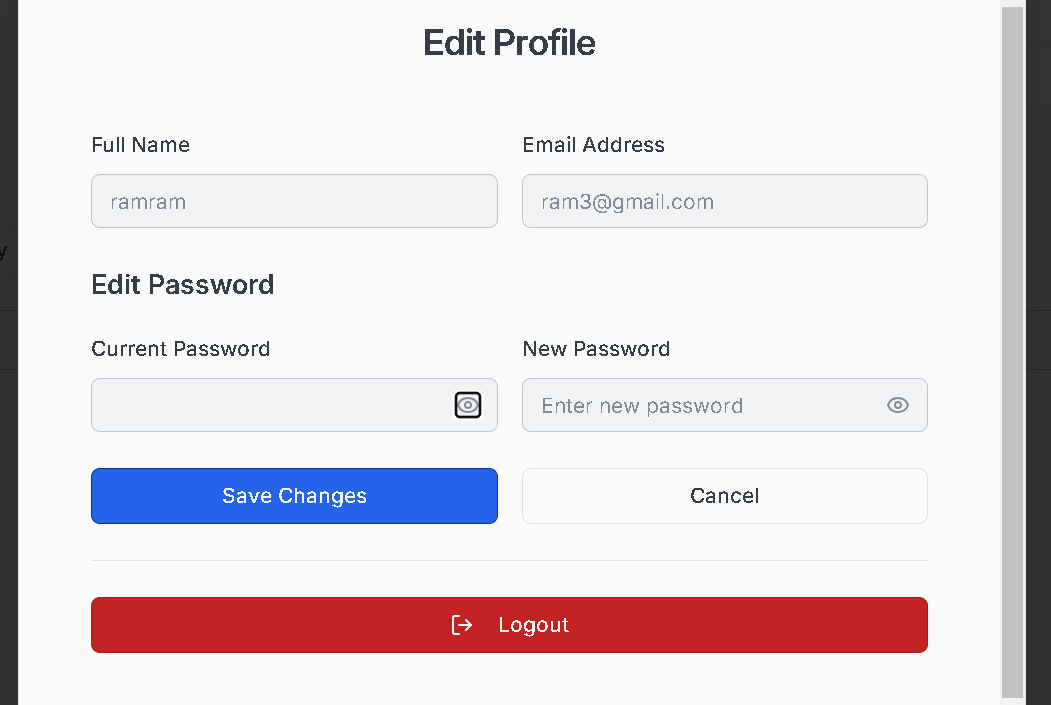 Edit Profile
Full Name
Email Address
ramram
ram3@gmail.com
y
Edit Password
Current Password
New Password
Enter new password
Save Changes
Cancel
Logout